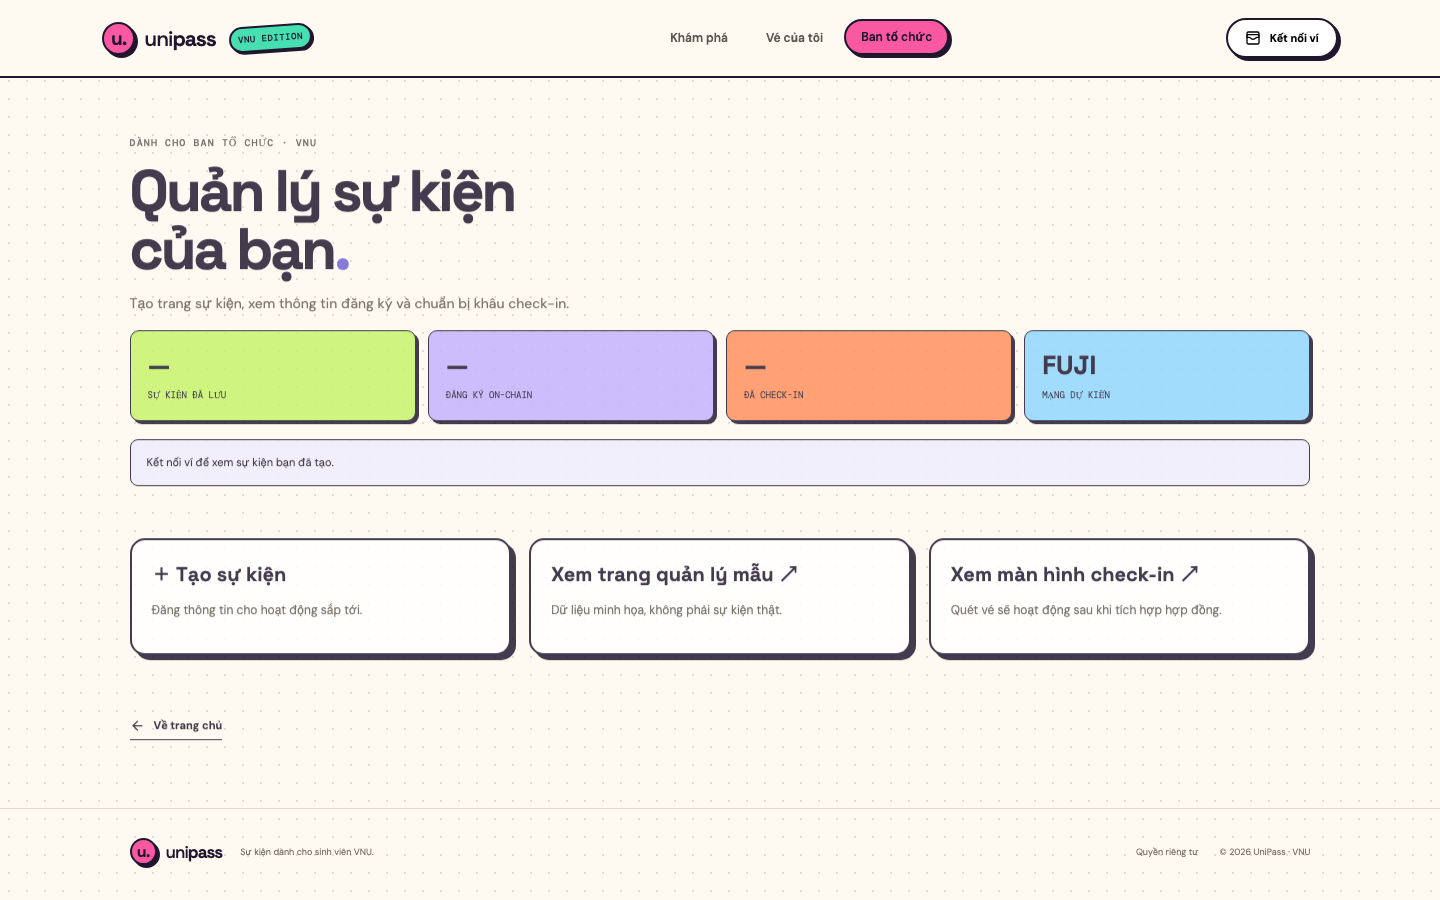 u. unipass VNU EDITION
Khám phá Vé của tôi Ban tổ chức
Kết nối ví
DÀNH CHO BAN TỔ CHỨC · VNU
Quản lý sự kiện
của bạn.
Tạo trang sự kiện, xem thông tin đăng ký và chuẩn bị khâu check-in.
—
SỰ KIỆN ĐÃ LƯU
—
ĐĂNG KÝ ON-CHAIN
—
ĐÃ CHECK-IN
FUJI
MẠNG DỰ KIẾN
Kết nối ví để xem sự kiện bạn đã tạo.
+ Tạo sự kiện
Đăng thông tin cho hoạt động sắp tới.
Xem trang quản lý mẫu ↗
Dữ liệu minh họa, không phải sự kiện thật.
Xem màn hình check-in ↗
Quét vé sẽ hoạt động sau khi tích hợp hợp đồng.
← Về trang chủ
u. unipass Sự kiện dành cho sinh viên VNU.
Quyền riêng tư © 2026 UniPass · VNU